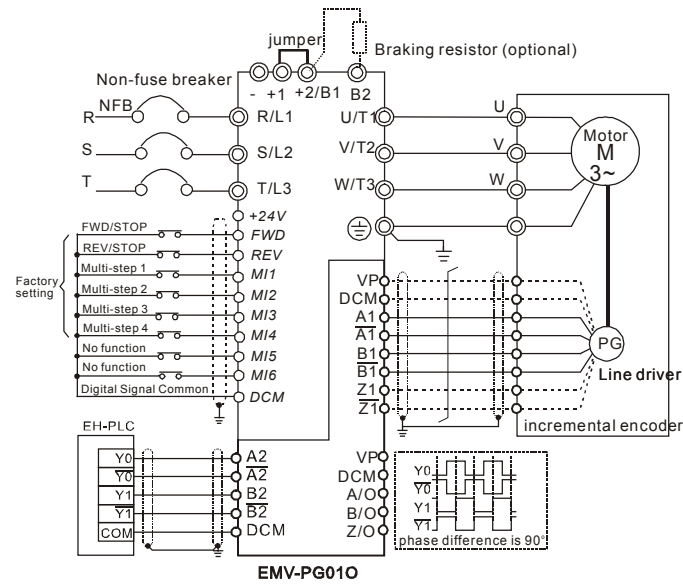 jumper
Braking resistor (optional)
Non-fuse breaker
- +1 +2/B1 B2
R NFB R/L1 U/T1 U
S S/L2 V/T2 V
T T/L3 W/T3 W
Motor
M
3~
+24V
FWD/STOP FWD
REV/STOP REV
Multi-step 1 MI1
Multi-step 2 MI2
Multi-step 3 MI3
Multi-step 4 MI4
No function MI5
No function MI6
Digital Signal Common DCM
Factory
setting
VP
DCM
A1
A1
B1
B1
Z1
Z1
PG
Line driver
incremental encoder
EH-PLC
Y0 A2
Y0 A2
Y1 B2
Y1 B2
COM DCM
VP
DCM
A/O
B/O
Z/O
Y0
Y0
Y1
Y1
phase difference is 90°
EMV-PG01O